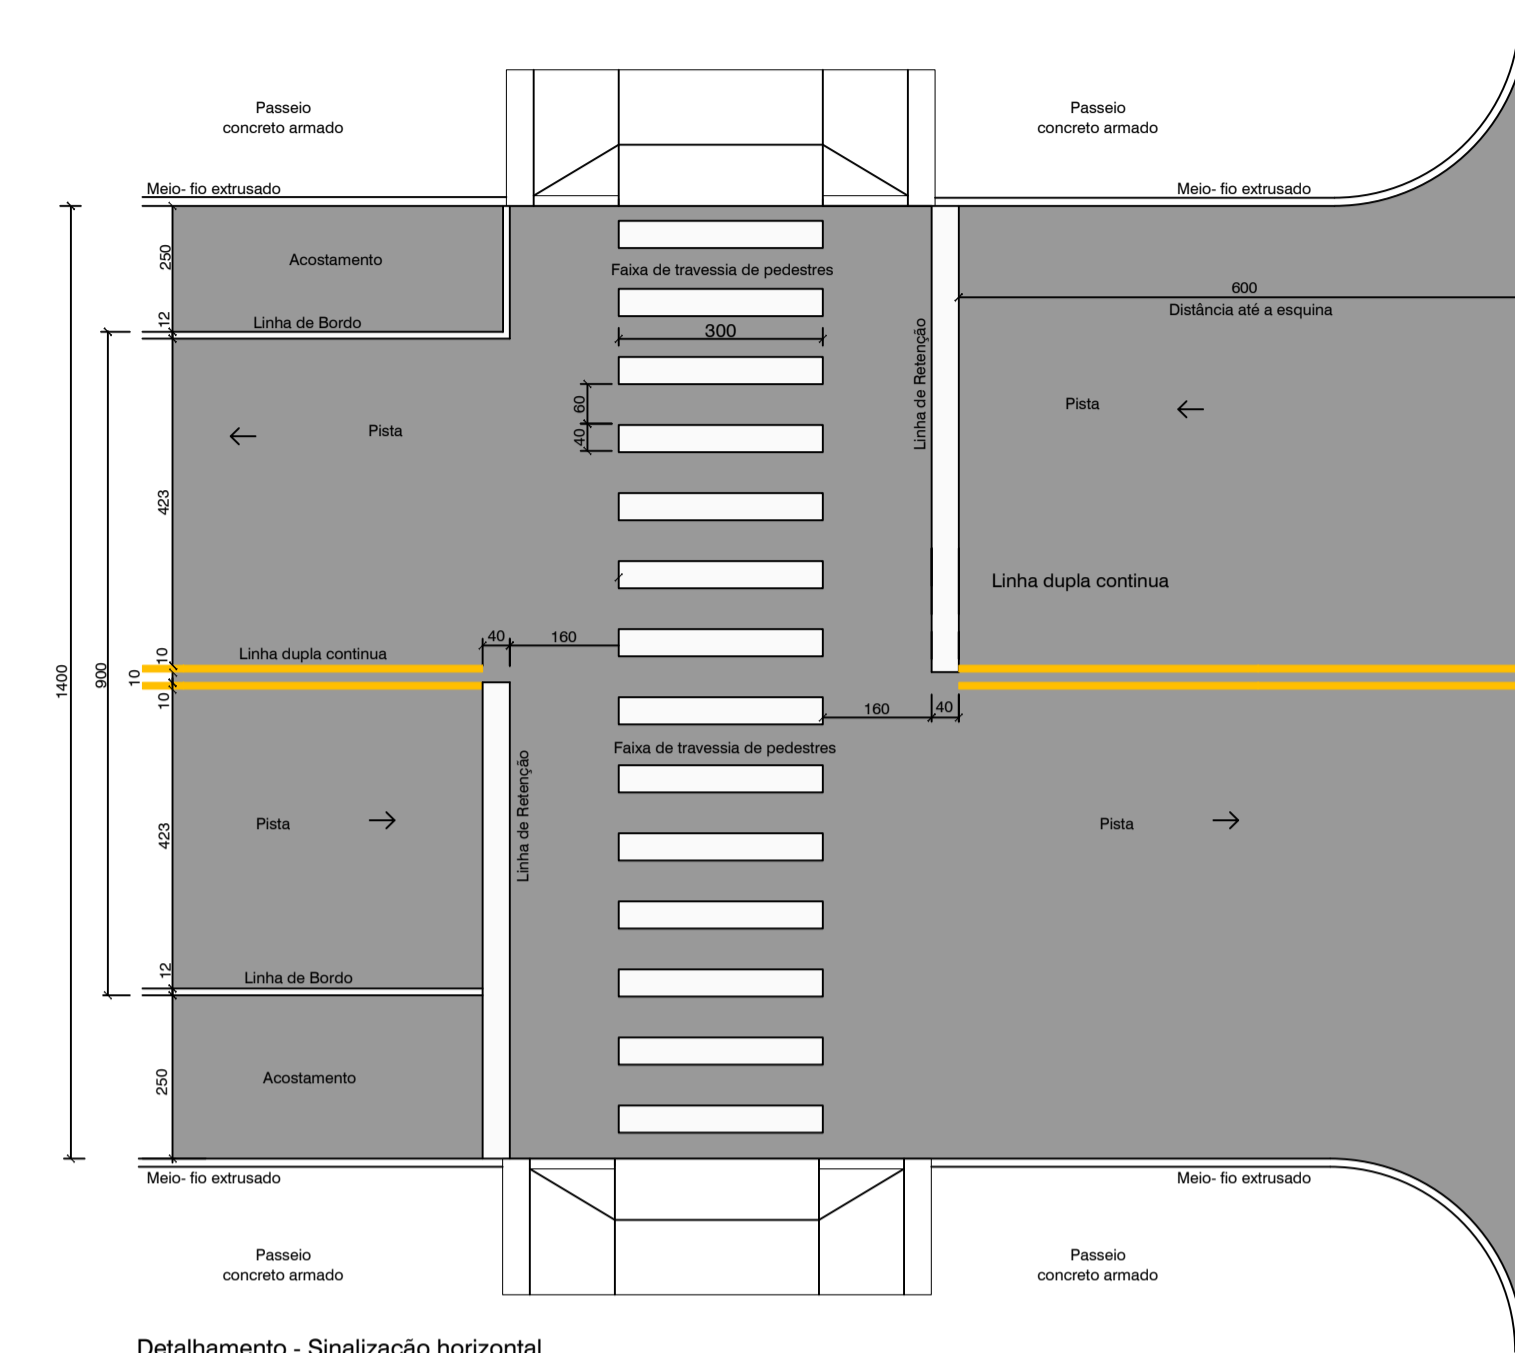 Passeio
concreto armado
Passeio
concreto armado
Meio- fio extrusado
Meio- fio extrusado
250
Acostamento
Faixa de travessia de pedestres
600
Distância até a esquina
12
Linha de Bordo
300
Linha de Retenção
60
40
Pista
Pista
423
Linha dupla continua
40
160
Linha dupla continua
10
10
10
1400
900
160
40
Faixa de travessia de pedestres
Linha de Retenção
Pista
Pista
423
12
Linha de Bordo
250
Acostamento
Meio- fio extrusado
Meio- fio extrusado
Passeio
concreto armado
Passeio
concreto armado
Detalhamento - Sinalização horizontal